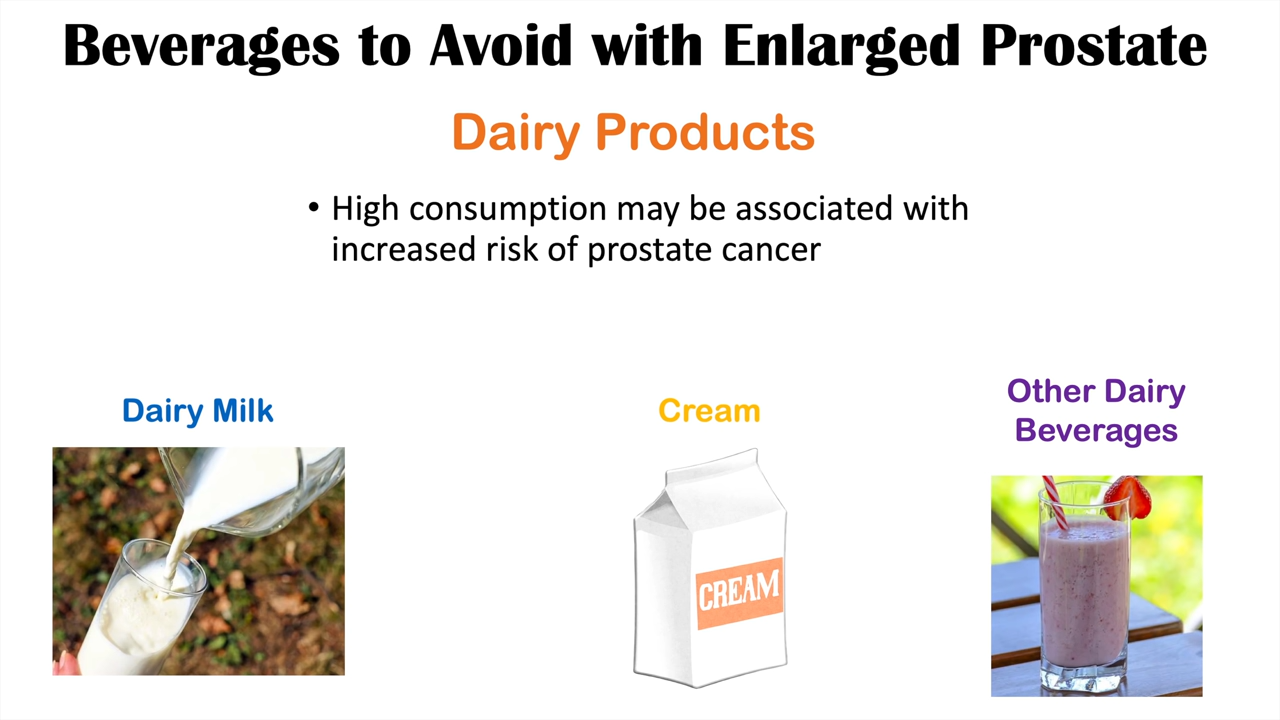 Beverages to Avoid with Enlarged Prostate
Dairy Products
• High consumption may be associated with
increased risk of prostate cancer
Dairy Milk
Cream
Other Dairy
Beverages
CREAM